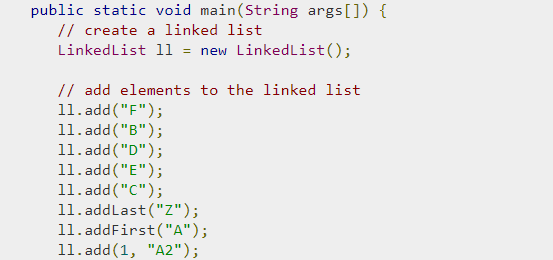 public static void main(String args[]) {
// create a linked list
LinkedList ll = new LinkedList();
// add elements to the linked list
ll.add("F");
ll.add("B");
ll.add("D");
ll.add("E");
ll.add("C");
ll.addLast("Z");
ll.addFirst("A");
ll.add(1, "A2");